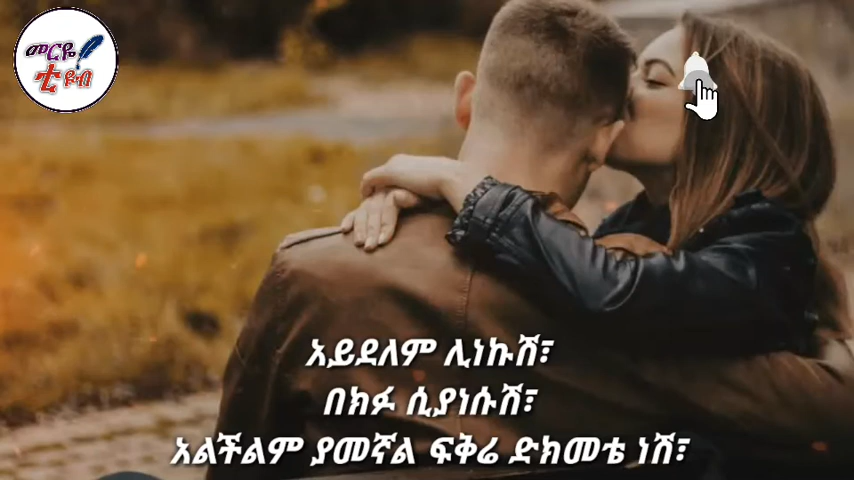 መርዬ
ቲዩብ
አይደለም ሊነኩሽ፣
በክፉ ሲያነሱሽ፣
አልችልም ያመኛል ፍቅሬ ድክመቴ ነሽ፣